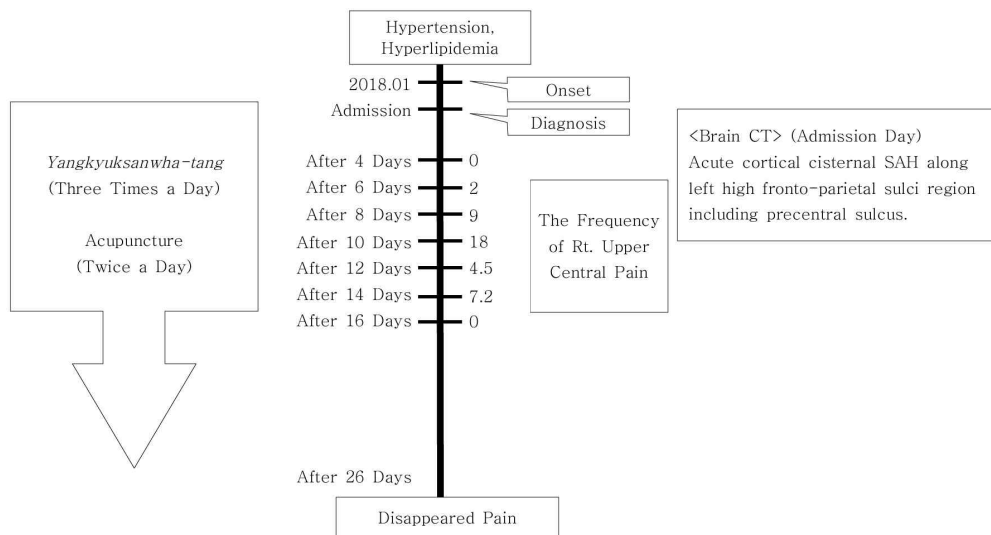 Hypertension,
Hyperlipidemia
2018.01
Onset
Admission
Diagnosis
Yangkyuksanwha-tang
(Three Times a Day)
Acupuncture
(Twice a Day)
After 4 Days 0
After 6 Days 2
After 8 Days 9
After 10 Days 18
After 12 Days 4.5
After 14 Days 7.2
After 16 Days 0
The Frequency
of Rt. Upper
Central Pain
<Brain CT> (Admission Day)
Acute cortical cisternal SAH along
left high fronto-parietal sulci region
including precentral sulcus.
After 26 Days
Disappeared Pain